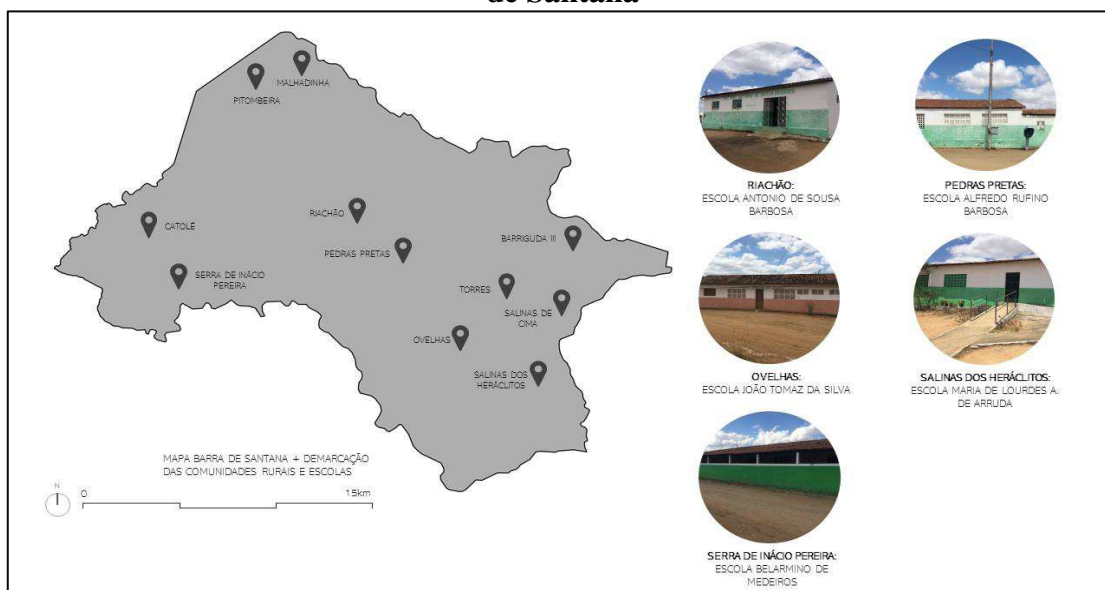 de Santana
MALHADINHA
PITOMBEIRA
RIACHÃO
CATOLÉ
PEDRAS PRETAS
BARRIGUDA III
SERRA DE INÁCIO
PEREIRA
TORRES
SALINAS DE
CIMA
OVELHAS
SALINAS DOS
HERÁCLITOS
MAPA BARRA DE SANTANA + DEMARCAÇÃO
DAS COMUNIDADES RURAIS E ESCOLAS
N
0
15km
RIACHÃO:
ESCOLA ANTONIO DE SOUSA
BARBOSA
PEDRAS PRETAS:
ESCOLA ALFREDO RUFINO
BARBOSA
OVELHAS:
ESCOLA JOÃO TOMAZ DA SILVA
SALINAS DOS HERÁCLITOS:
ESCOLA MARIA DE LOURDES A.
DE ARRUDA
SERRA DE INÁCIO PEREIRA:
ESCOLA BELARMINO DE
MEDEIROS